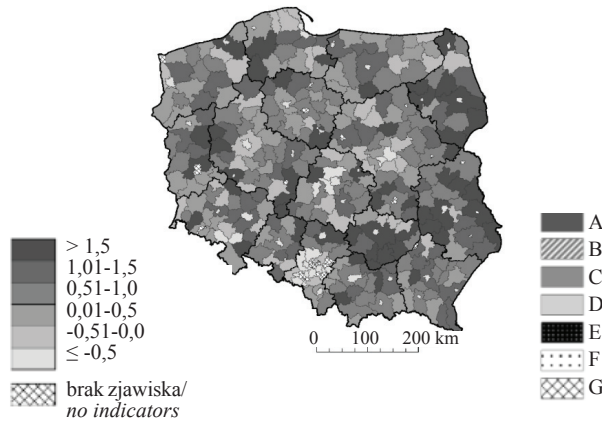 > 1,5
1,01-1,5
0,51-1,0
0,01-0,5
-0,51-0,0
≤ -0,5
brak zjawiska/
no indicators
0 100 200 km
A
B
C
D
E
F
G